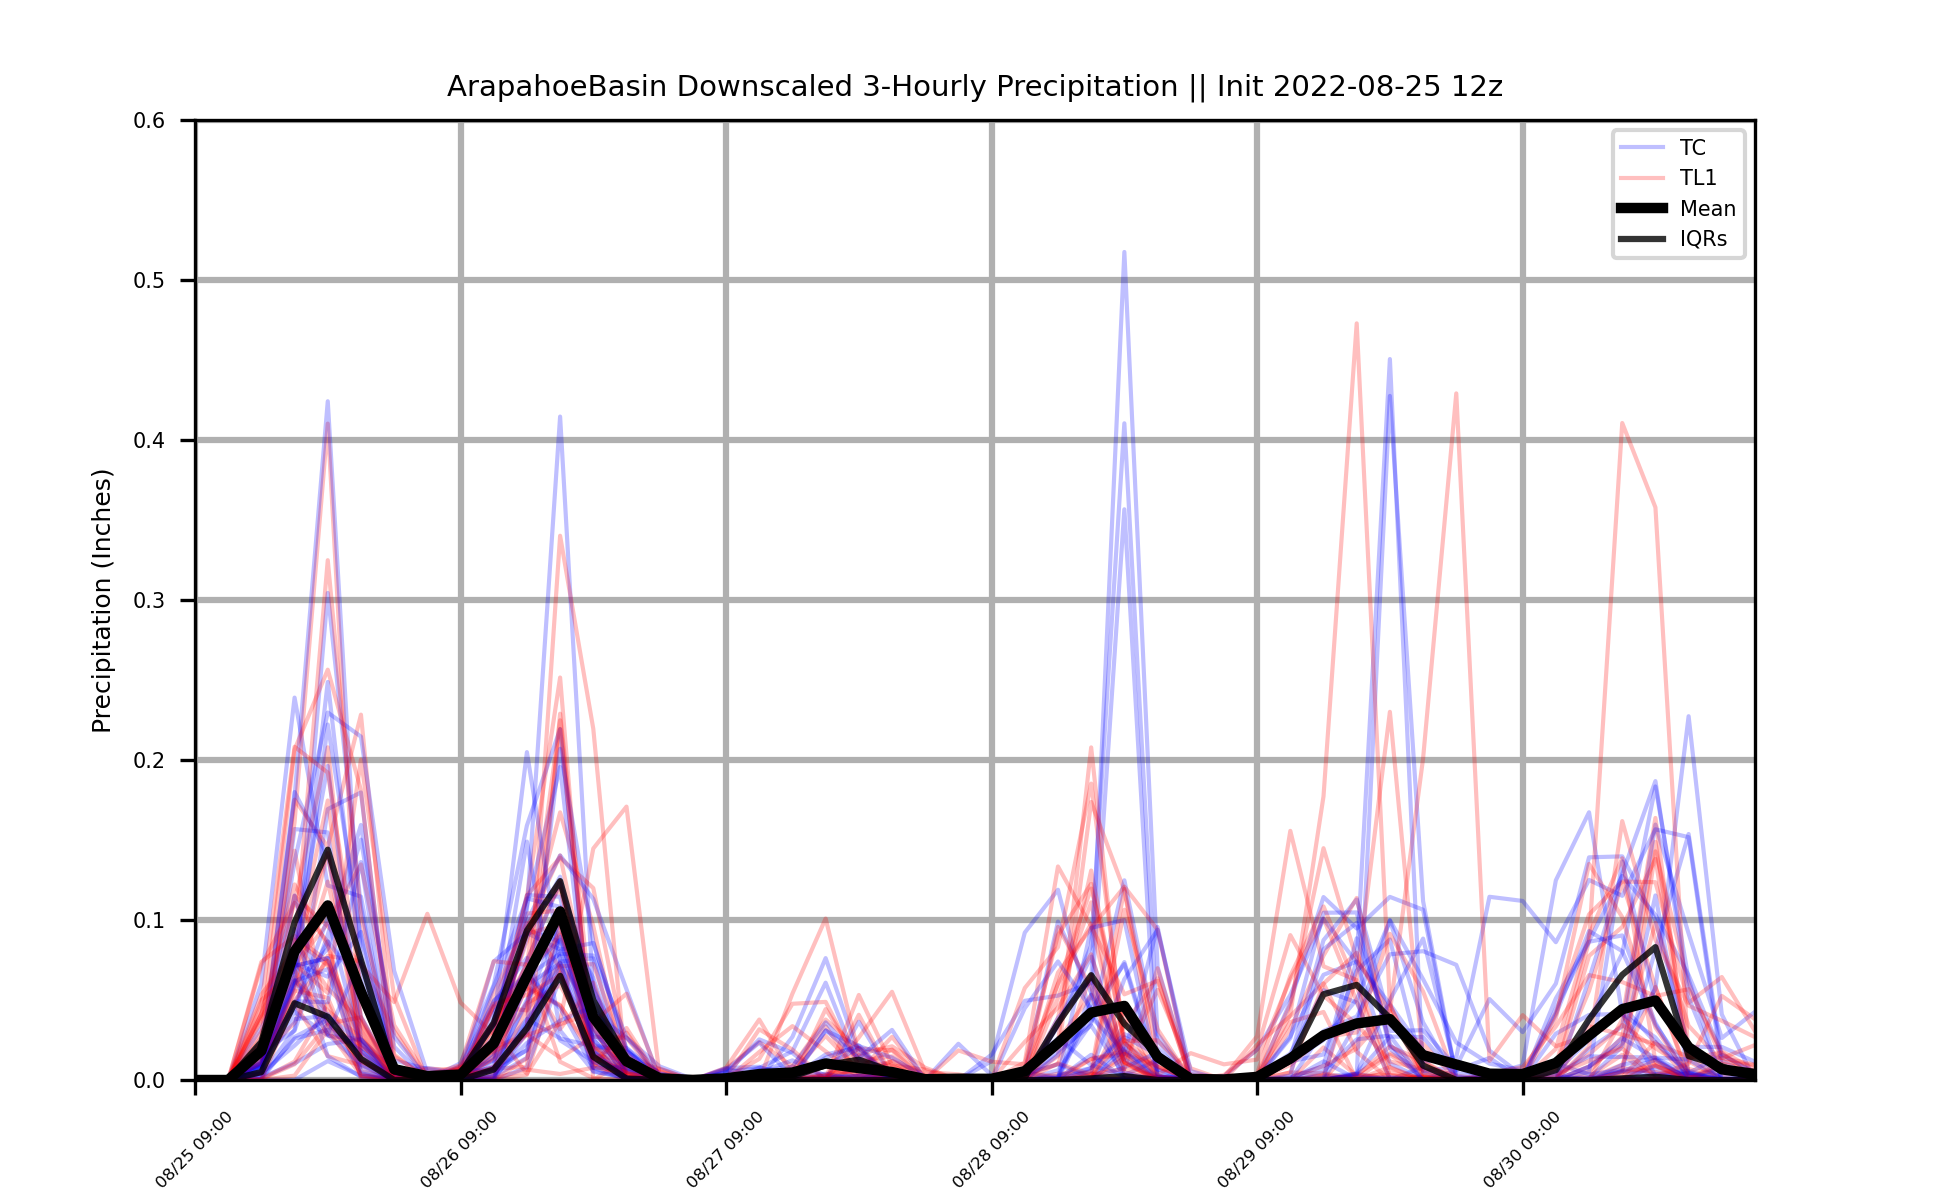 ArapahoeBasin Downscaled 3-Hourly Precipitation || Init 2022-08-25 12z
Precipitation (Inches)
0.6
0.5
0.4
0.3
0.2
0.1
0.0
TC
TL1
Mean
IQRs
08/25 09:00
08/26 09:00
08/27 09:00
08/28 09:00
08/29 09:00
08/30 09:00